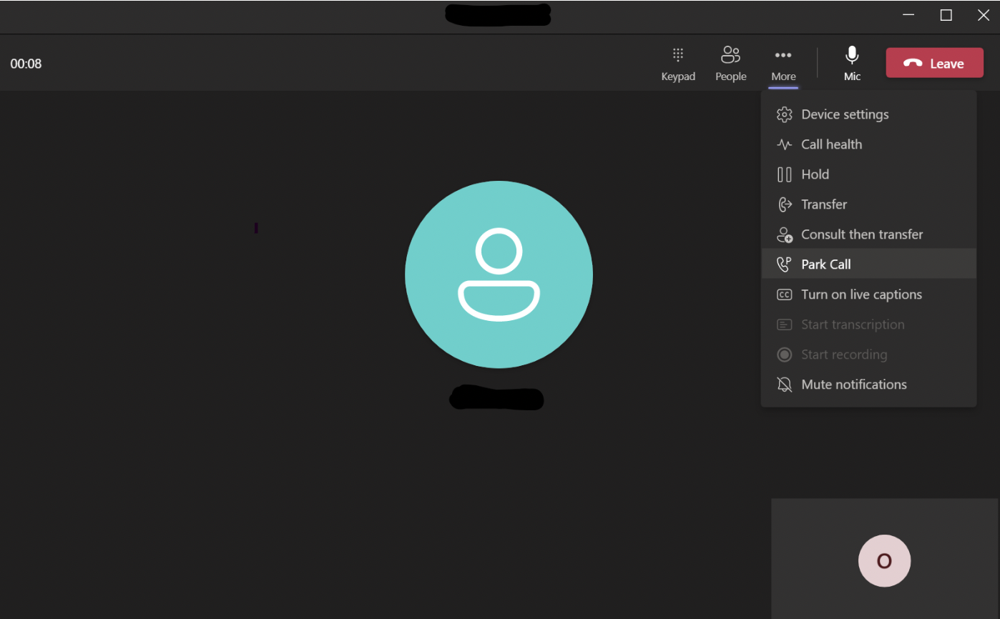 00:08
Keypad
People
More
Mic
Leave
Device settings
Call health
Hold
Transfer
Consult then transfer
Park Call
CC Turn on live captions
Start transcription
Start recording
Mute notifications
O